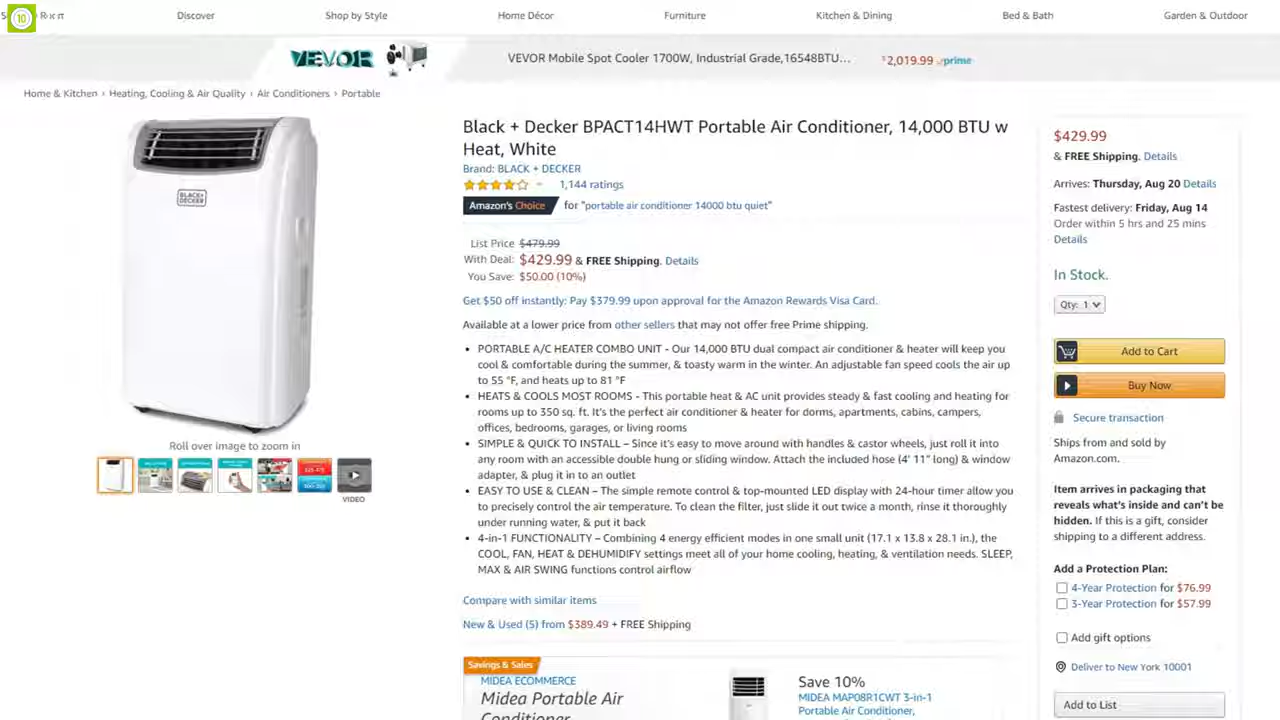 10
Discover
Shop by Style
Home Décor
Furniture
Kitchen & Dining
Bed & Bath
Garden & Outdoor
VEVOR
VEVOR Mobile Spot Cooler 1700W, Industrial Grade,16548BTU…
$2,019.99 prime
Home & Kitchen › Heating, Cooling & Air Quality › Air Conditioners › Portable
BLACK+
DECKER
Roll over image to zoom in
VIDEO
Black + Decker BPACT14HWT Portable Air Conditioner, 14,000 BTU w
Heat, White
Brand: BLACK + DECKER
1,144 ratings
Amazon's Choice for "portable air conditioner 14000 btu quiet"
List Price $479.99
With Deal: $429.99 & FREE Shipping. Details
You Save: $50.00 (10%)
Get $50 off instantly: Pay $379.99 upon approval for the Amazon Rewards Visa Card.
Available at a lower price from other sellers that may not offer free Prime shipping.
• PORTABLE A/C HEATER COMBO UNIT - Our 14,000 BTU dual compact air conditioner & heater will keep you
cool & comfortable during the summer, & toasty warm in the winter. An adjustable fan speed cools the air up
to 55 °F, and heats up to 81 °F
• HEATS & COOLS MOST ROOMS - This portable heat & AC unit provides steady & fast cooling and heating for
rooms up to 350 sq. ft. It's the perfect air conditioner & heater for dorms, apartments, cabins, campers,
offices, bedrooms, garages, or living rooms
• SIMPLE & QUICK TO INSTALL – Since it's easy to move around with handles & castor wheels, just roll it into
any room with an accessible double hung or sliding window. Attach the included hose (4' 11" long) & window
adapter, & plug it in to an outlet
• EASY TO USE & CLEAN – The simple remote control & top-mounted LED display with 24-hour timer allow you
to precisely control the air temperature. To clean the filter, just slide it out twice a month, rinse it thoroughly
under running water, & put it back
• 4-in-1 FUNCTIONALITY – Combining 4 energy efficient modes in one small unit (17.1 x 13.8 x 28.1 in.), the
COOL, FAN, HEAT & DEHUMIDIFY settings meet all of your home cooling, heating, & ventilation needs. SLEEP,
MAX & AIR SWING functions control airflow
Compare with similar items
New & Used (5) from $389.49 + FREE Shipping
Savings & Sales
MIDEA ECOMMERCE
Midea Portable Air
Conditioner
Save 10%
MIDEA MAP08R1CWT 3-in-1
Portable Air Conditioner,
$429.99
& FREE Shipping. Details
Arrives: Thursday, Aug 20 Details
Fastest delivery: Friday, Aug 14
Order within 5 hrs and 25 mins
Details
In Stock.
Qty: 1
Add to Cart
Buy Now
Secure transaction
Ships from and sold by
Amazon.com.
Item arrives in packaging that
reveals what's inside and can't be
hidden. If this is a gift, consider
shipping to a different address.
Add a Protection Plan:
4-Year Protection for $76.99
3-Year Protection for $57.99
Add gift options
Deliver to New York 10001
Add to List